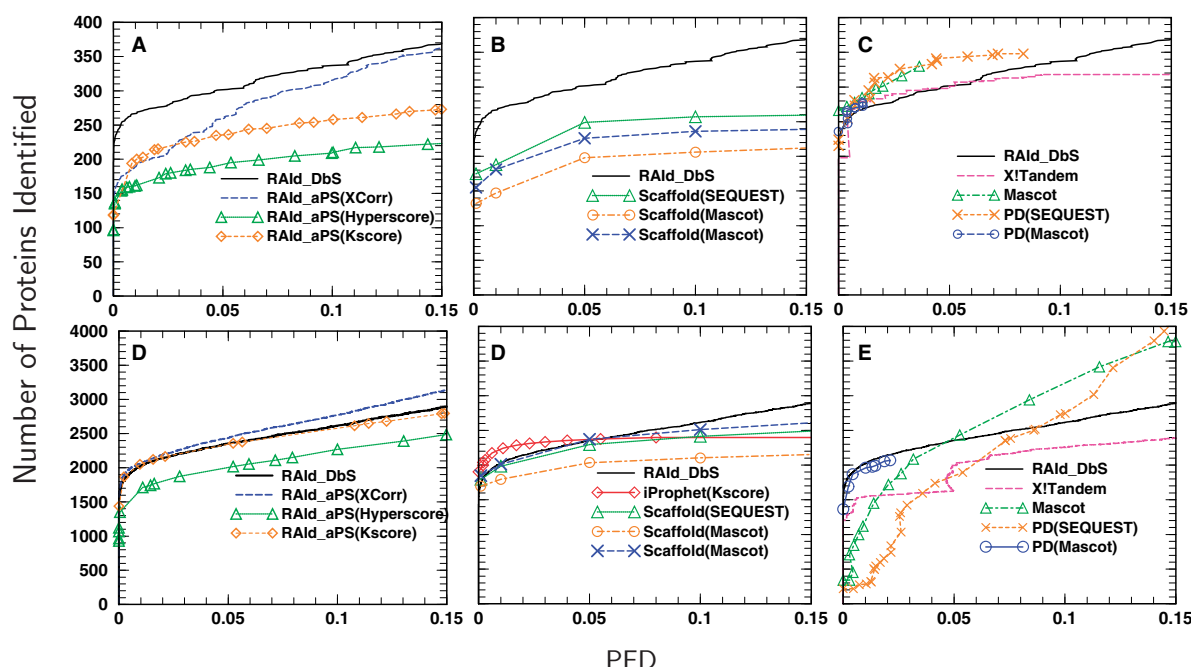 Number of Proteins Identified
A
400
350
300
250
200
150
100
50
0
0
0.05
0.1
0.15
RAId_DbS
RAId_aPS(XCorr)
RAId_aPS(Hyperscore)
RAId_aPS(Kscore)
B
0
0.05
0.1
0.15
RAId_DbS
Scaffold(SEQUEST)
Scaffold(Mascot)
Scaffold(Mascot)
C
0
0.05
0.1
0.15
RAId_DbS
X!Tandem
Mascot
PD(SEQUEST)
PD(Mascot)
D
4000
3500
3000
2500
2000
1500
1000
500
0
0
0.05
0.1
0.15
RAId_DbS
RAId_aPS(XCorr)
RAId_aPS(Hyperscore)
RAId_aPS(Kscore)
D
0
0.05
0.1
0.15
RAId_DbS
iProphet(Kscore)
Scaffold(SEQUEST)
Scaffold(Mascot)
Scaffold(Mascot)
E
0
0.05
0.1
0.15
RAId_DbS
X!Tandem
Mascot
PD(SEQUEST)
PD(Mascot)